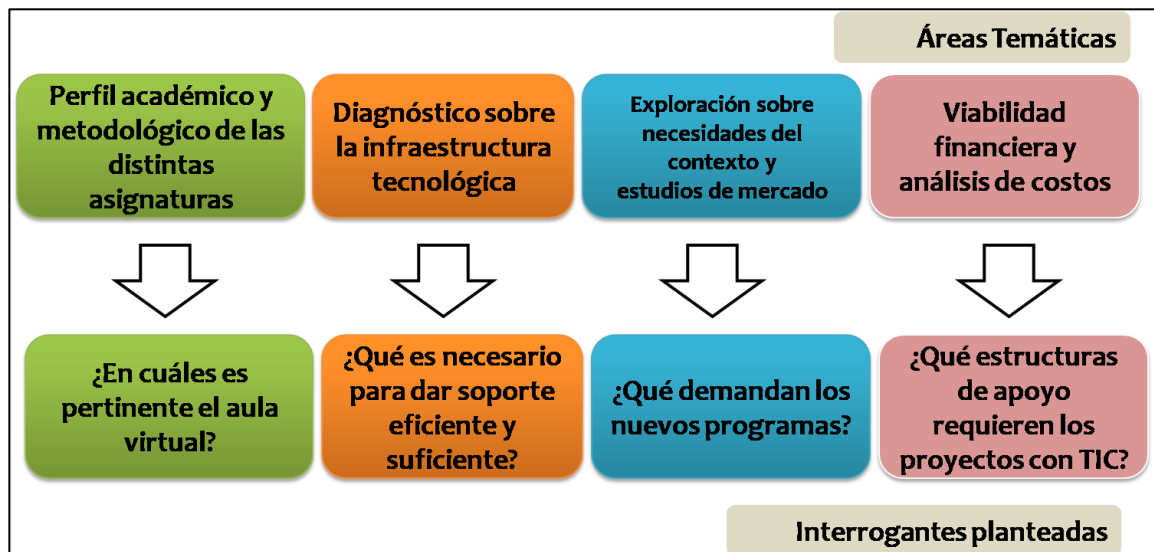 Áreas Temáticas
Perfil académico y
metodológico de las
distintas
asignaturas
Diagnóstico sobre
la infraestructura
tecnológica
Exploración sobre
necesidades del
contexto y
estudios de mercado
Viabilidad
financiera y
análisis de costos
¿En cuáles es
pertinente el aula
virtual?
¿Qué es necesario
para dar soporte
eficiente y
suficiente?
¿Qué demandan los
nuevos programas?
¿Qué estructuras
de apoyo
requieren los
proyectos con TIC?
Interrogantes planteadas